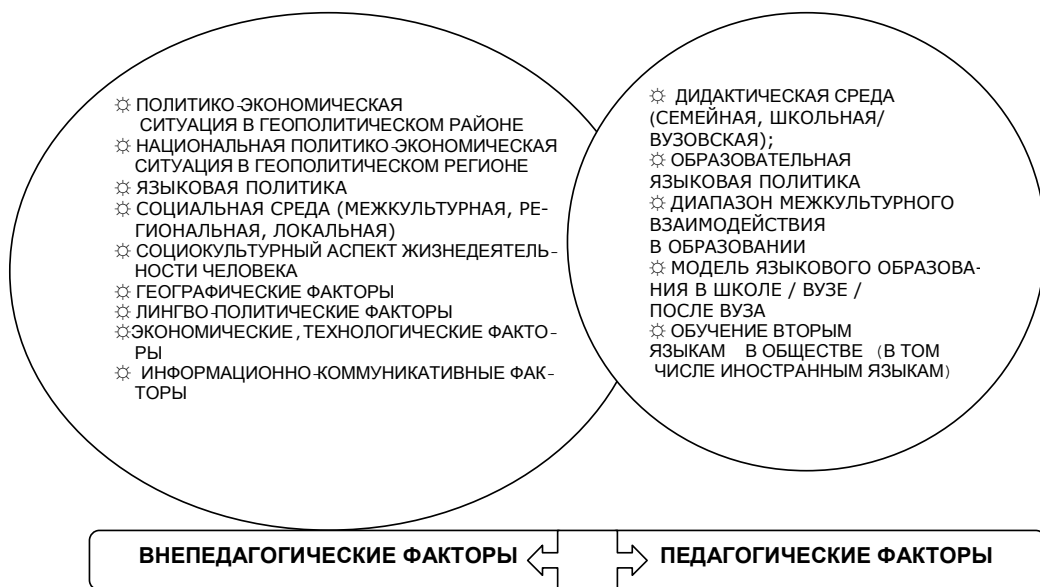 ☼ ПОЛИТИКО-ЭКОНОМИЧЕСКАЯ
СИТУАЦИЯ В ГЕОПОЛИТИЧЕСКОМ РАЙОНЕ
☼ НАЦИОНАЛЬНАЯ ПОЛИТИКО-ЭКОНОМИЧЕСКАЯ
СИТУАЦИЯ В ГЕОПОЛИТИЧЕСКОМ РЕГИОНЕ
☼ ЯЗЫКОВАЯ ПОЛИТИКА
☼ СОЦИАЛЬНАЯ СРЕДА (МЕЖКУЛЬТУРНАЯ, РЕ-
ГИОНАЛЬНАЯ, ЛОКАЛЬНАЯ)
☼ СОЦИОКУЛЬТУРНЫЙ АСПЕКТ ЖИЗНЕДЕЯТЕЛЬ-
НОСТИ ЧЕЛОВЕКА
☼ ГЕОГРАФИЧЕСКИЕ ФАКТОРЫ
☼ ЛИНГВО-ПОЛИТИЧЕСКИЕ ФАКТОРЫ
☼ЭКОНОМИЧЕСКИЕ, ТЕХНОЛОГИЧЕСКИЕ ФАКТО-
РЫ
☼ ИНФОРМАЦИОННО-КОММУНИКАТИВНЫЕ ФАК-
ТОРЫ
☼ ДИДАКТИЧЕСКАЯ СРЕДА
(СЕМЕЙНАЯ, ШКОЛЬНАЯ/
ВУЗОВСКАЯ);
☼ ОБРАЗОВАТЕЛЬНАЯ
ЯЗЫКОВАЯ ПОЛИТИКА
☼ ДИАПАЗОН МЕЖКУЛЬТУРНОГО
ВЗАИМОДЕЙСТВИЯ
В ОБРАЗОВАНИИ
☼ МОДЕЛЬ ЯЗЫКОВОГО ОБРАЗОВА-
НИЯ В ШКОЛЕ / ВУЗЕ /
ПОСЛЕ ВУЗА
☼ ОБУЧЕНИЕ ВТОРЫМ
ЯЗЫКАМ В ОБЩЕСТВЕ (В ТОМ
ЧИСЛЕ ИНОСТРАННЫМ ЯЗЫКАМ)
ВНЕПЕДАГОГИЧЕСКИЕ ФАКТОРЫ
ПЕДАГОГИЧЕСКИЕ ФАКТОРЫ